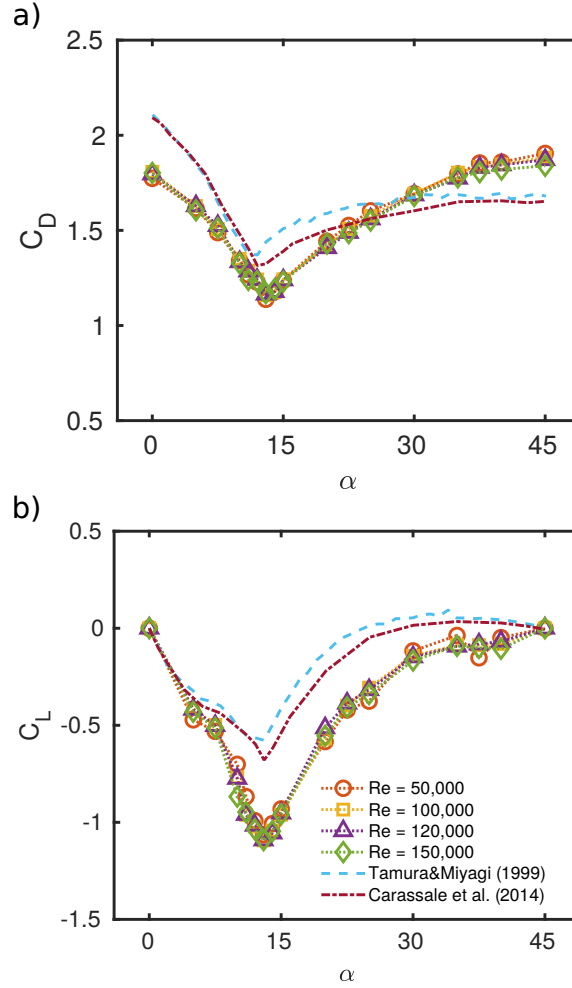 a)
2.5
2
1.5
1
0.5
C_D
0 15 30 45
α
b)
0.5
0
-0.5
-1
-1.5
C_L
Re = 50,000
Re = 100,000
Re = 120,000
Re = 150,000
Tamura&Miyagi (1999)
Carassale et al. (2014)
0 15 30 45
α